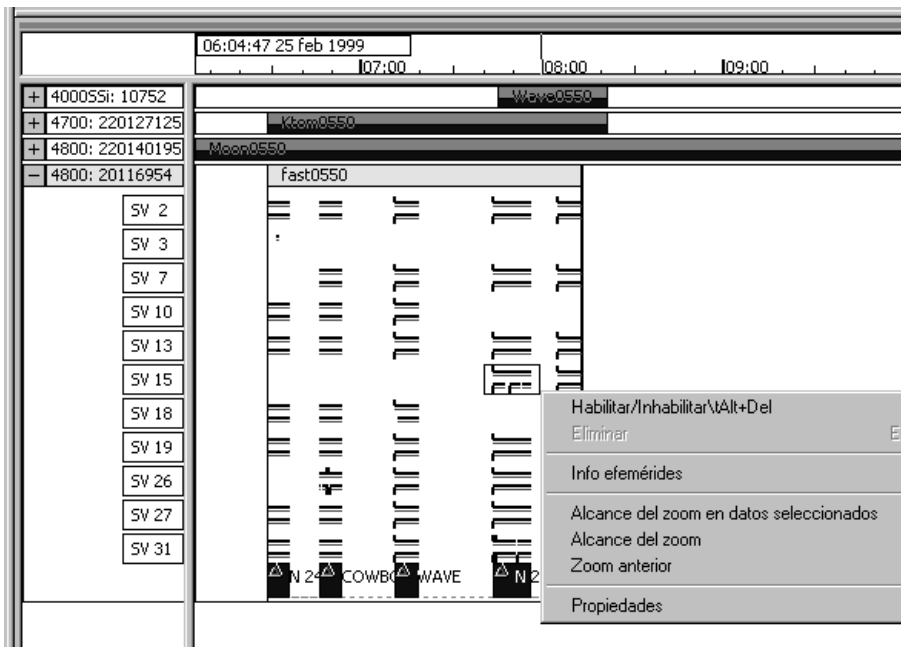 06:04:47 25 feb 1999
07:00 08:00 09:00
+ 4000SSi: 10752 Wave0550
+ 4700: 220127125 Ktom0550
+ 4800: 220140195 Moon0550
− 4800: 20116954 fast0550
SV 2
SV 3
SV 7
SV 10
SV 13
SV 15
SV 18
SV 19
SV 26
SV 27
SV 31
N 24 COWBO WAVE N 2
Habilitar/Inhabilitar\tAlt+Del
Eliminar E
Info efemérides
Alcance del zoom en datos seleccionados
Alcance del zoom
Zoom anterior
Propiedades